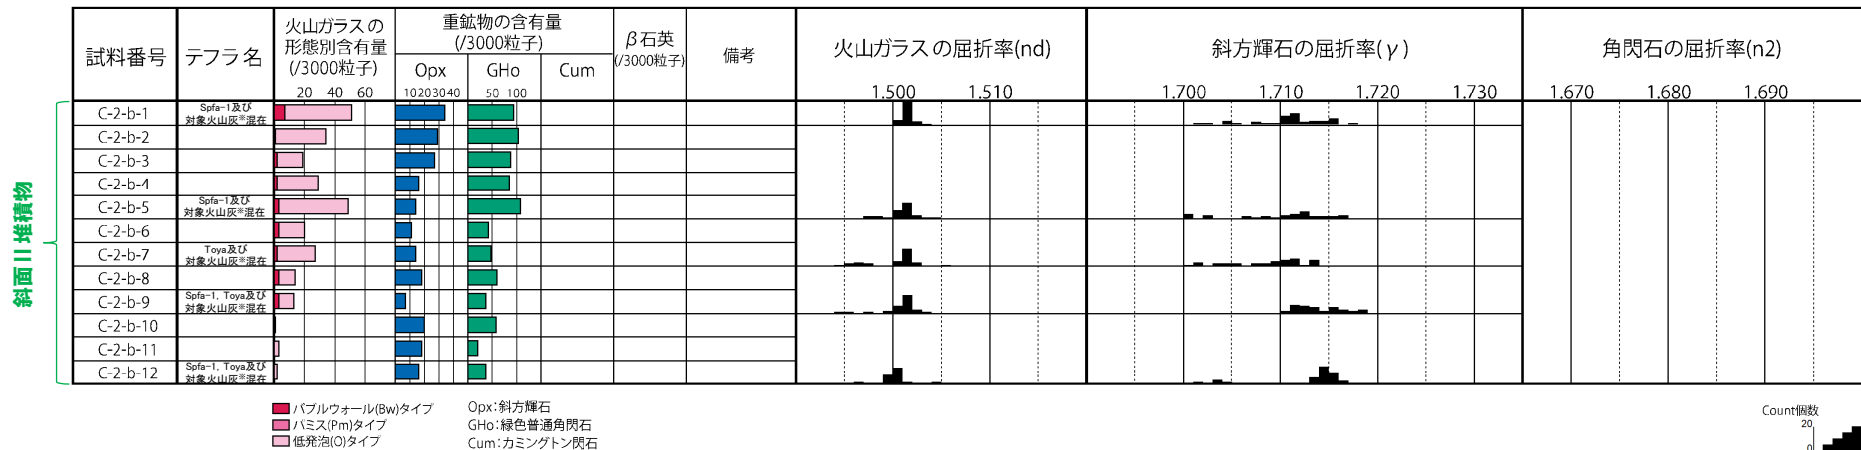 試料番号
テフラ名
火山ガラスの
形態別含有量
(/3000粒子)
20 40 60
重鉱物の含有量
(/3000粒子)
Opx
GHo
Cum
10 20 30 40
50 100
β石英
(/3000粒子)
備考
火山ガラスの屈折率(nd)
1.500 1.510
斜方輝石の屈折率(γ)
1.700 1.710 1.720 1.730
角閃石の屈折率(n2)
1.670 1.680 1.690
斜面II堆積物
C-2-b-1
Spfa-1及び
対象火山灰※混在
C-2-b-2
C-2-b-3
C-2-b-4
C-2-b-5
Spfa-1及び
対象火山灰※混在
C-2-b-6
C-2-b-7
Toya及び
対象火山灰※混在
C-2-b-8
C-2-b-9
Spfa-1, Toya及び
対象火山灰※混在
C-2-b-10
C-2-b-11
C-2-b-12
Spfa-1, Toya及び
対象火山灰※混在
バブルウォール(Bw)タイプ
パミス(Pm)タイプ
低発泡(O)タイプ
Opx:斜方輝石
GHo:緑色普通角閃石
Cum:カミングトン閃石
Count個数
20
0